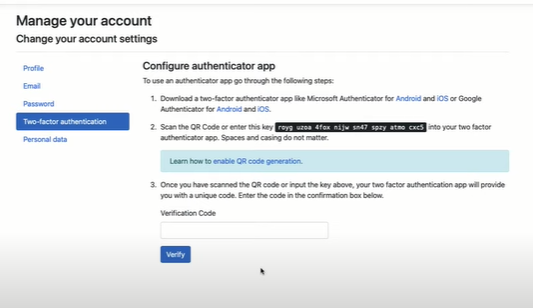 Manage your account
Change your account settings
Profile
Email
Password
Two-factor authentication
Personal data
Configure authenticator app
To use an authenticator app go through the following steps:
1. Download a two-factor authenticator app like Microsoft Authenticator for Android and iOS or Google
Authenticator for Android and iOS.
2. Scan the QR Code or enter this key royg uzoa 4fox nijw sn47 spzy atmo cxc5 into your two factor
authenticator app. Spaces and casing do not matter.
Learn how to enable QR code generation.
3. Once you have scanned the QR code or input the key above, your two factor authentication app will provide
you with a unique code. Enter the code in the confirmation box below.
Verification Code
Verify